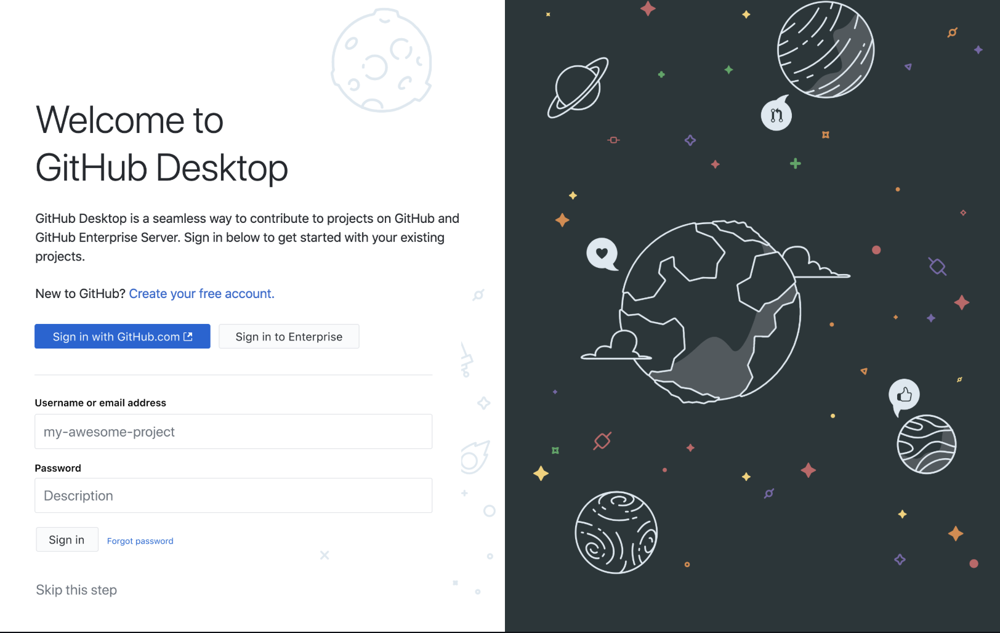 Welcome to
GitHub Desktop
GitHub Desktop is a seamless way to contribute to projects on GitHub and
GitHub Enterprise Server. Sign in below to get started with your existing
projects.
New to GitHub? Create your free account.
Sign in with GitHub.com
Sign in to Enterprise
Username or email address
my-awesome-project
Password
Description
Sign in
Forgot password
Skip this step